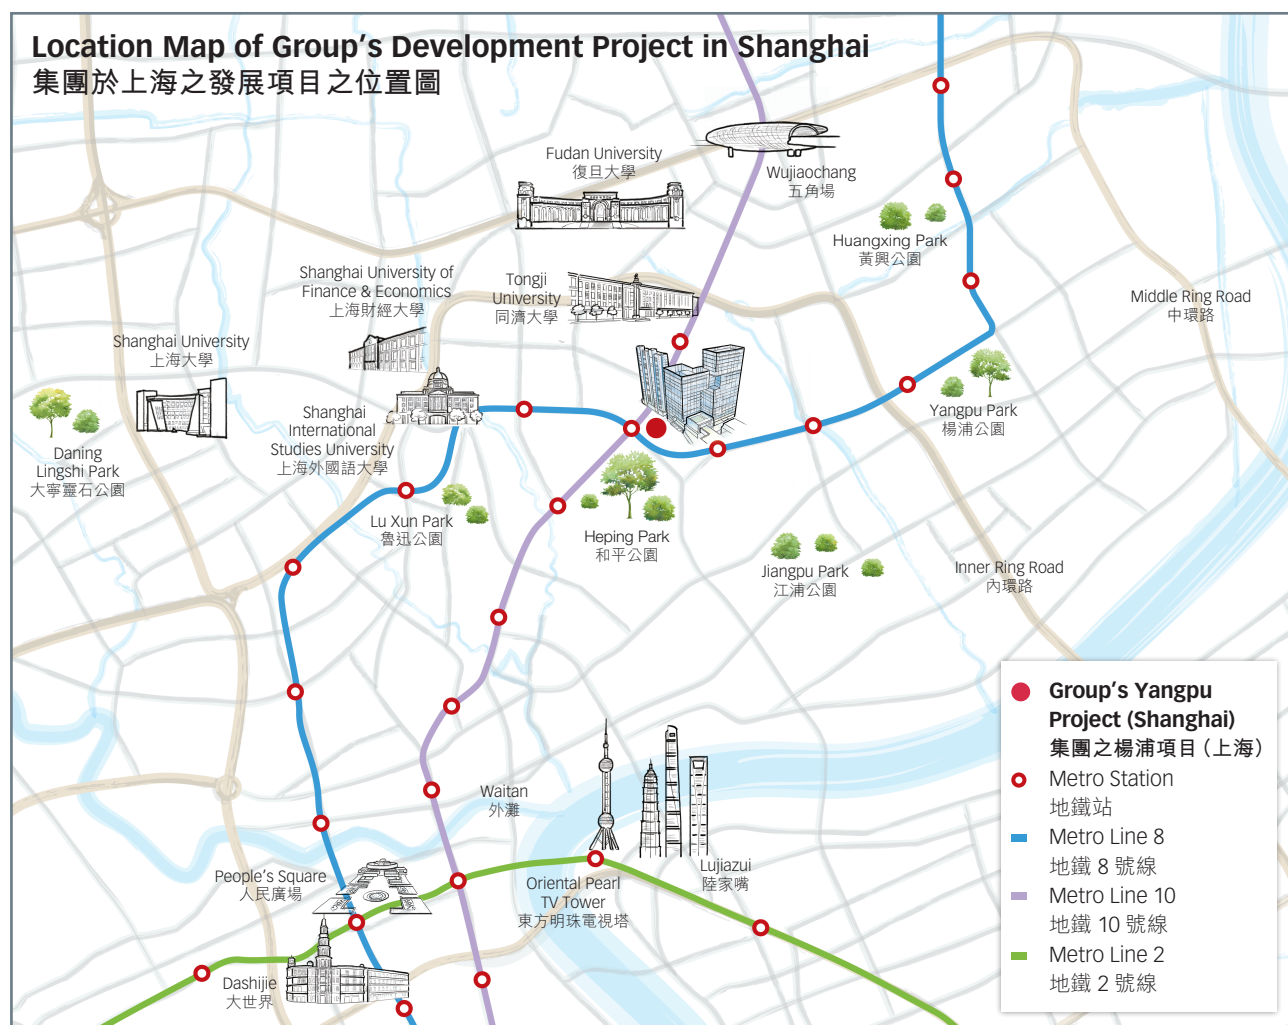 Location Map of Group's Development Project in Shanghai
集團於上海之發展項目之位置圖
Fudan University
復旦大學
Wujiaochang
五角場
Huangxing Park
黃興公園
Shanghai University of
Finance & Economics
上海財經大學
Tongji
University
同濟大學
Middle Ring Road
中環路
Shanghai University
上海大學
Yangpu Park
楊浦公園
Shanghai
International
Studies University
上海外國語大學
Daning
Lingshi Park
大寧靈石公園
Lu Xun Park
魯迅公園
Heping Park
和平公園
Jiangpu Park
江浦公園
Inner Ring Road
內環路
Waitan
外灘
People's Square
人民廣場
Oriental Pearl
TV Tower
東方明珠電視塔
Lujiazui
陸家嘴
Dashijie
大世界
Group's Yangpu
Project (Shanghai)
集團之楊浦項目(上海)
Metro Station
地鐵站
Metro Line 8
地鐵 8 號線
Metro Line 10
地鐵 10 號線
Metro Line 2
地鐵 2 號線